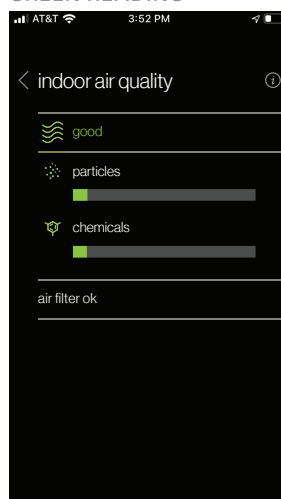 AT&T 3:52 PM
indoor air quality
good
particles
chemicals
air filter ok